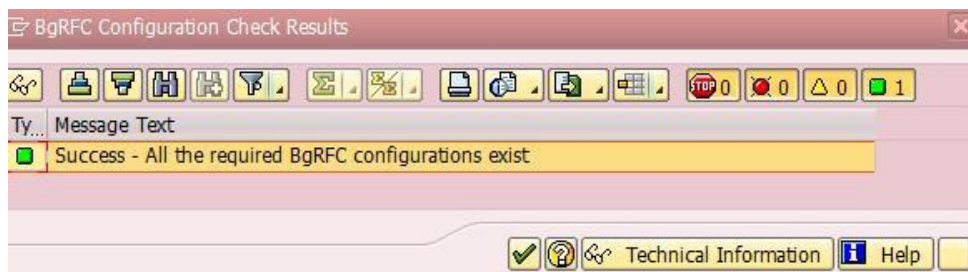 BgRFC Configuration Check Results
STOP 0 0 0 1
Ty... Message Text
Success - All the required BgRFC configurations exist
Technical Information Help